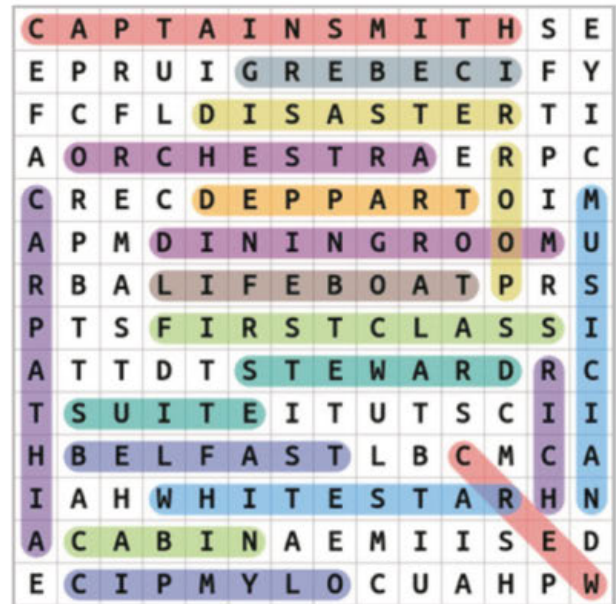 C A P T A I N S M I T H S E
E P R U I G R E B E C I F Y
F C F L D I S A S T E R T I
A O R C H E S T R A E R P C
C R E C D E P P A R T O I M
A P M D I N I N G R O O M U
R B A L I F E B O A T P R S
P T S F I R S T C L A S S I
A T T D T S T E W A R D R C
T S U I T E I T U T S C I I
H B E L F A S T L B C M C A
I A H W H I T E S T A R H N
A C A B I N A E M I I S E D
E C I P M Y L O C U A H P W